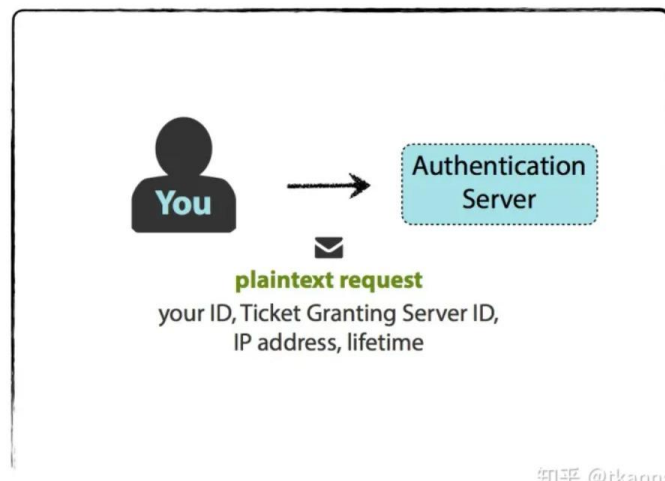 You
Authentication
Server
plaintext request
your ID, Ticket Granting Server ID,
IP address, lifetime
知乎